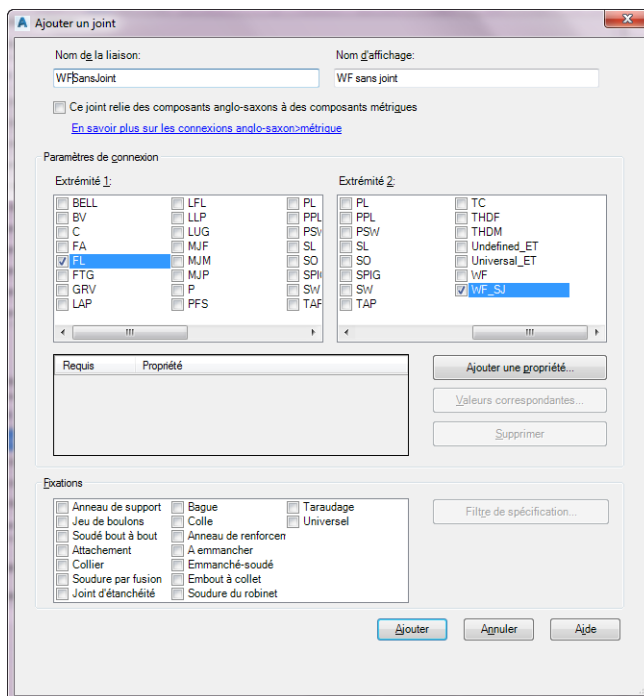 Ajouter un joint
Nom de la liaison:
Nom d'affichage:
WFSansJoint
WF sans joint
Ce joint relie des composants anglo-saxons à des composants métriques
En savoir plus sur les connexions anglo-saxon>métrique
Paramètres de connexion
Extrémité 1:
BELL
BV
C
FA
FL
FTG
GRV
LAP
LFL
LLP
LUG
MJF
MJM
MJP
P
PFS
PL
PPL
PSW
SL
SO
SPI
SW
TAP
Extrémité 2:
PL
PPL
PSW
SL
SO
SPIG
SW
TAP
TC
THDF
THDM
Undefined_ET
Universal_ET
WF
WF_SJ
Requis Propriété
Ajouter une propriété...
Valeurs correspondantes...
Supprimer
Fixations
Anneau de support
Jeu de boulons
Soudé bout à bout
Attachement
Collier
Soudure par fusion
Joint d'étanchéité
Bague
Colle
Anneau de renforcem
A emmancher
Emmanché-soudé
Embout à collet
Soudure du robinet
Taraudage
Universel
Filtre de spécification...
Ajouter
Annuler
Aide